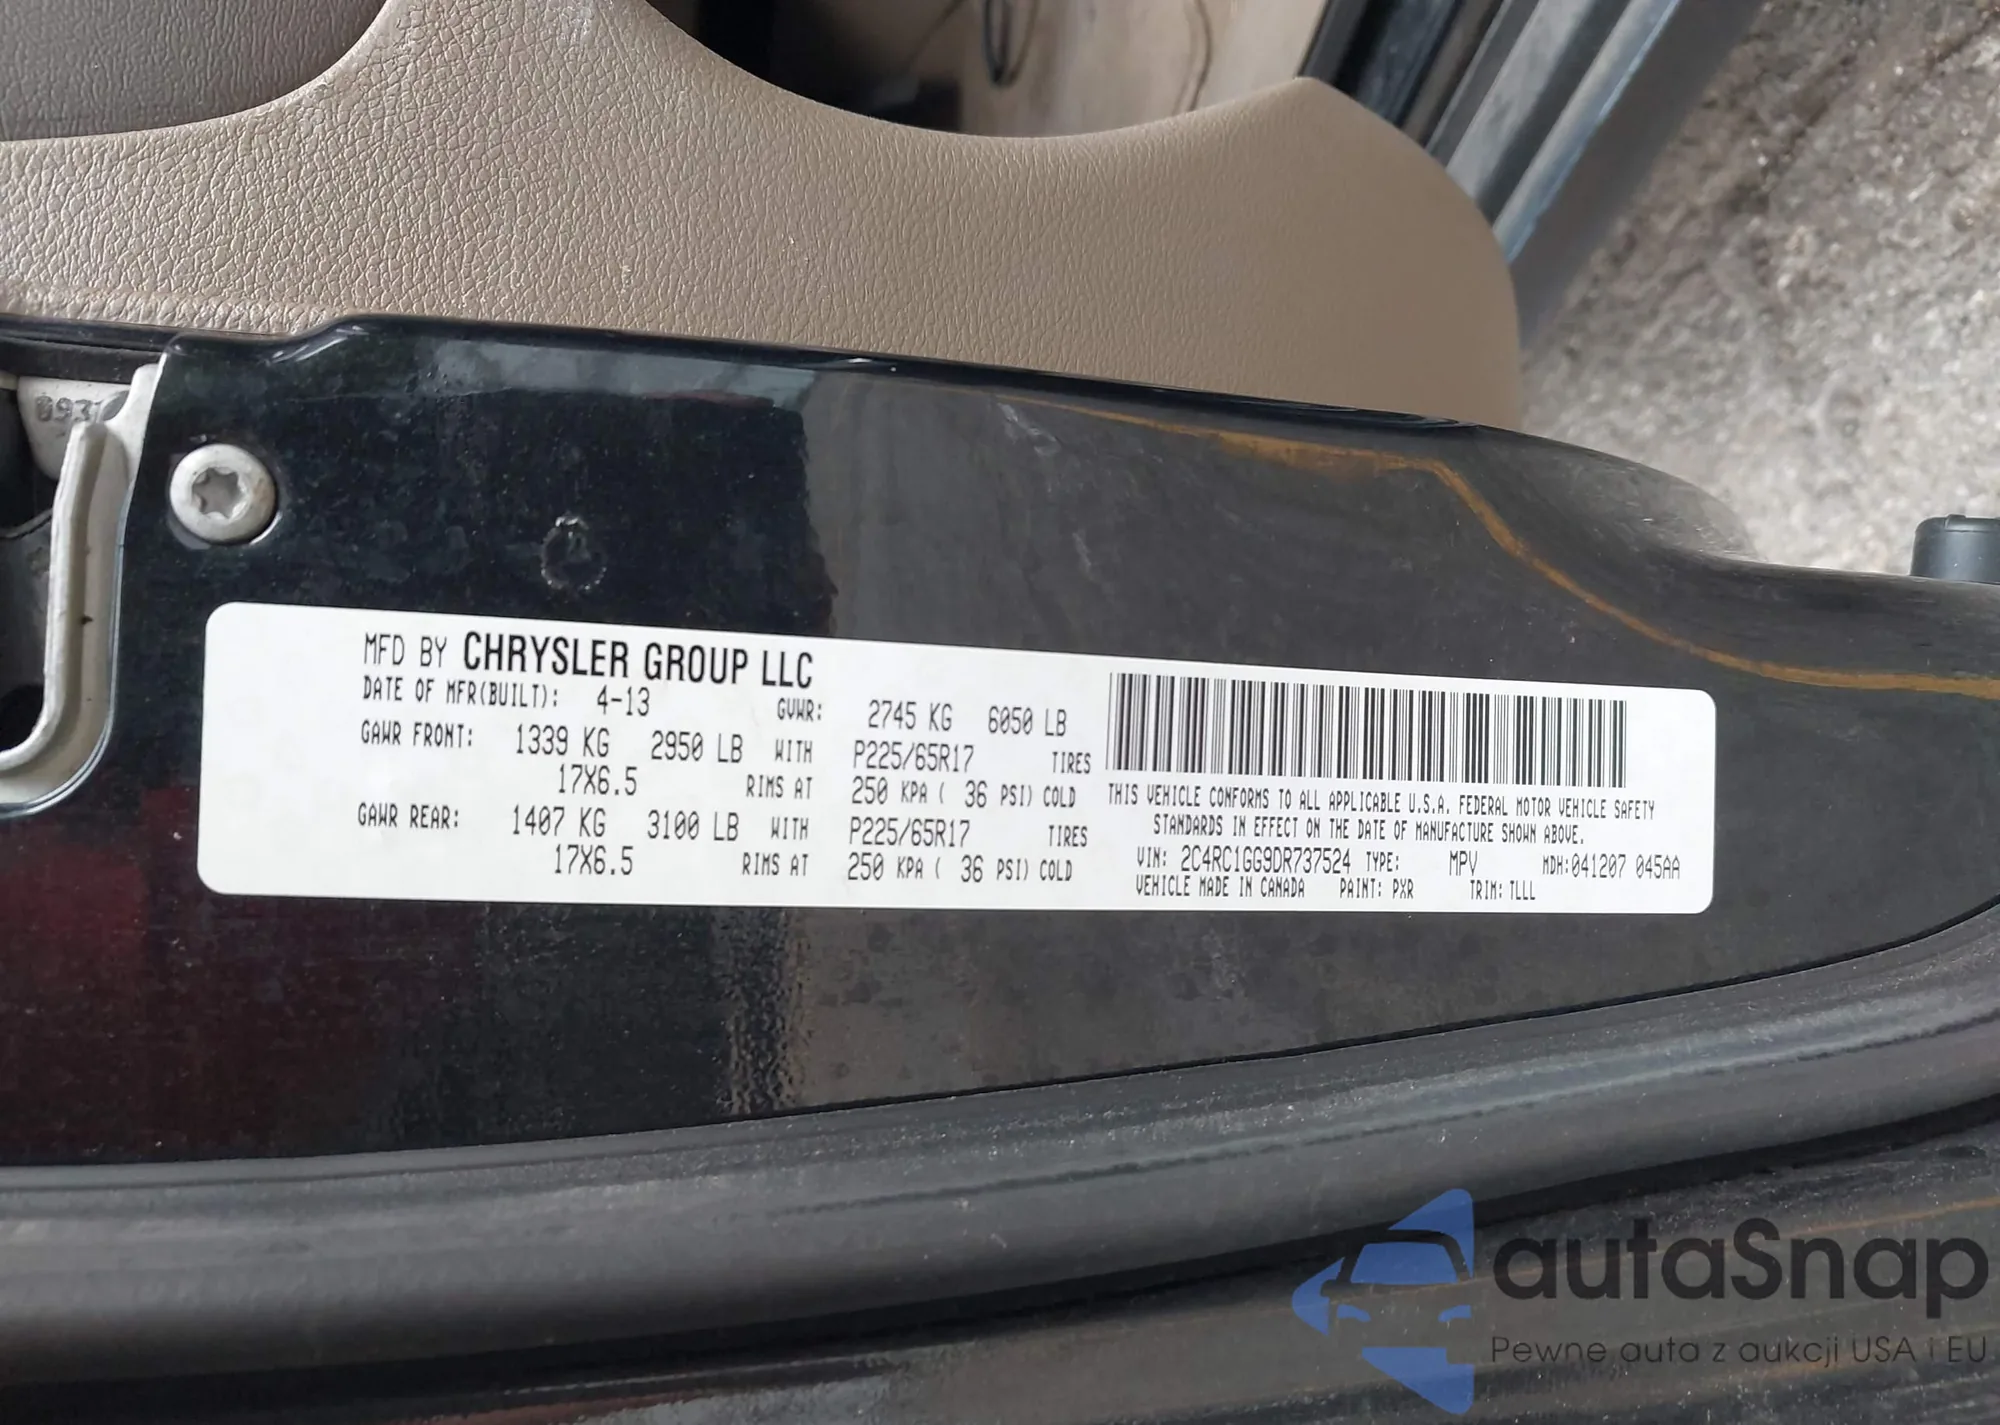 MFD BY CHRYSLER GROUP LLC
DATE OF MFR(BUILT): 4-13 GVWR: 2745 KG 6050 LB
GAWR FRONT: 1339 KG 2950 LB WITH P225/65R17 TIRES
17X6.5 RIMS AT 250 KPA ( 36 PSI) COLD
GAWR REAR: 1407 KG 3100 LB WITH P225/65R17 TIRES
17X6.5 RIMS AT 250 KPA ( 36 PSI) COLD
THIS VEHICLE CONFORMS TO ALL APPLICABLE U.S.A. FEDERAL MOTOR VEHICLE SAFETY
STANDARDS IN EFFECT ON THE DATE OF MANUFACTURE SHOWN ABOVE.
VIN: 2C4RC1GG9DR737524 TYPE: MPV MDH:041207 045AA
VEHICLE MADE IN CANADA PAINT: PXR TRIM: TLLL
autaSnap
Pewne auta z aukcji USA i EU